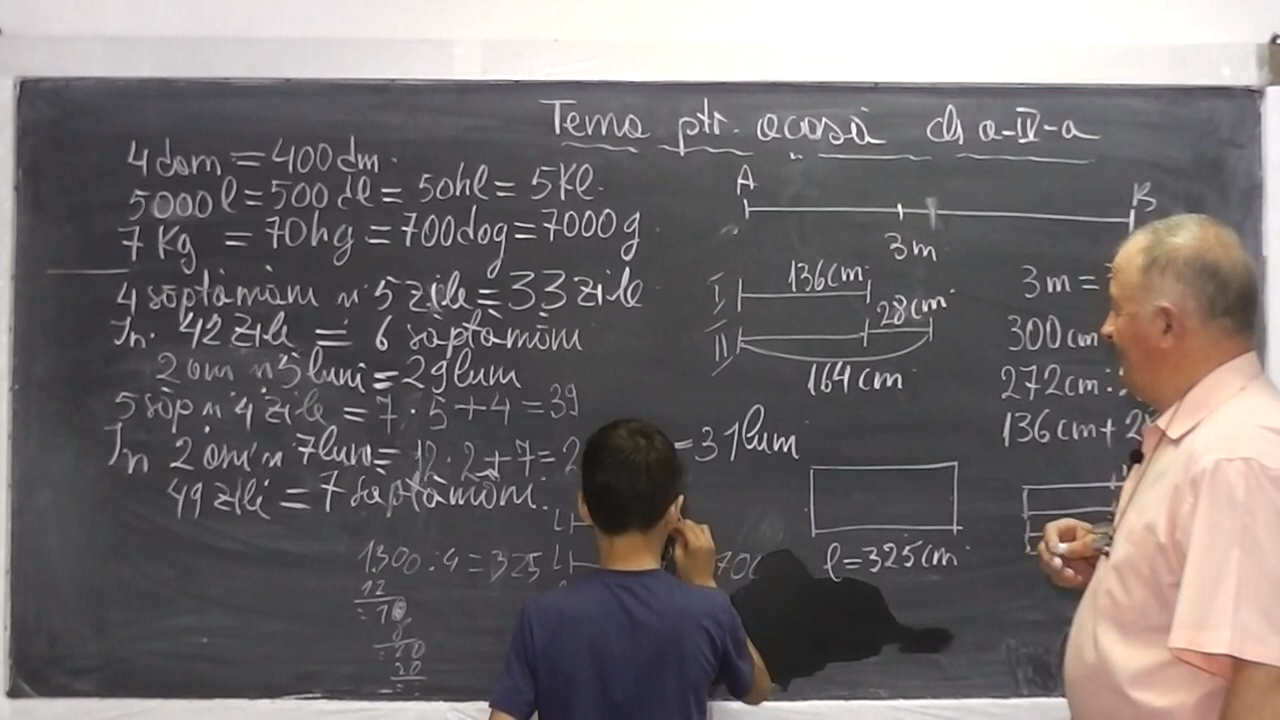 Tema ptr. acasă cls a-IV-a
4 dam = 400 dm.
5000 l = 500 dl = 50 hl = 5 Kl.
7 Kg = 70 hg = 700 dag = 7000 g
4 săptămâni și 5 zile = 33 zile
În 42 zile = 6 săptămâni
2 ani și 5 luni = 29 luni
5 săp și 4 zile = 7 · 5 + 4 = 39
În 2 ani și 7 luni = 12 · 2 + 7 = 2 = 31 luni
49 zile = 7 săptămâni.
1300 : 4 = 325
12
= 10
8
= 20
20
= =
A B
3 m
I 136 cm.
28 cm.
II
164 cm
3 m =
300 cm
272 cm :
136 cm + 28
L
L
700
l = 325 cm